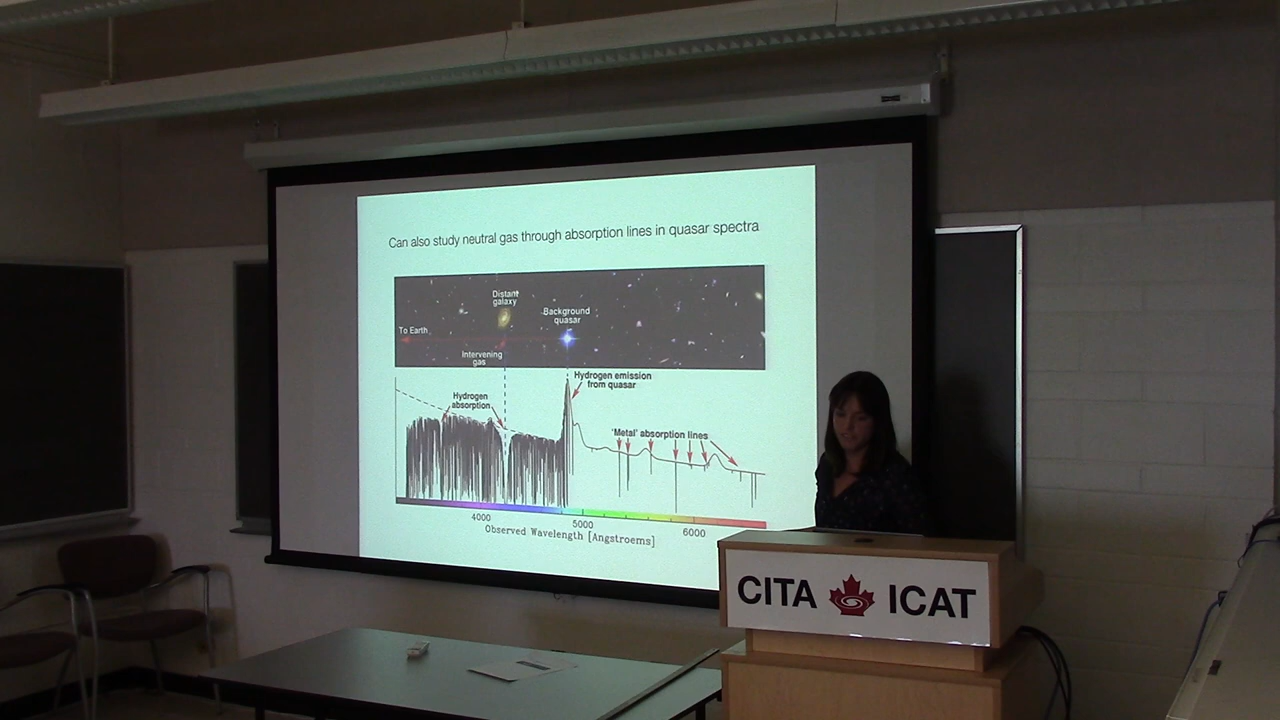 Can also study neutral gas through absorption lines in quasar spectra
Distant
galaxy
Background
quasar
To Earth
Intervening
gas
Hydrogen emission
from quasar
Hydrogen
absorption
'Metal' absorption lines
4000
5000
6000
Observed Wavelength [Angstroems]
CITA ICAT